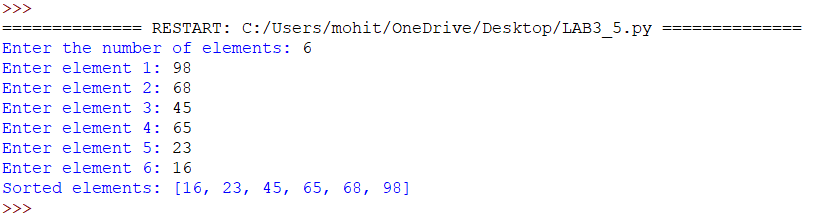 >>>
============== RESTART: C:/Users/mohit/OneDrive/Desktop/LAB3_5.py ==============
Enter the number of elements: 6
Enter element 1: 98
Enter element 2: 68
Enter element 3: 45
Enter element 4: 65
Enter element 5: 23
Enter element 6: 16
Sorted elements: [16, 23, 45, 65, 68, 98]
>>>